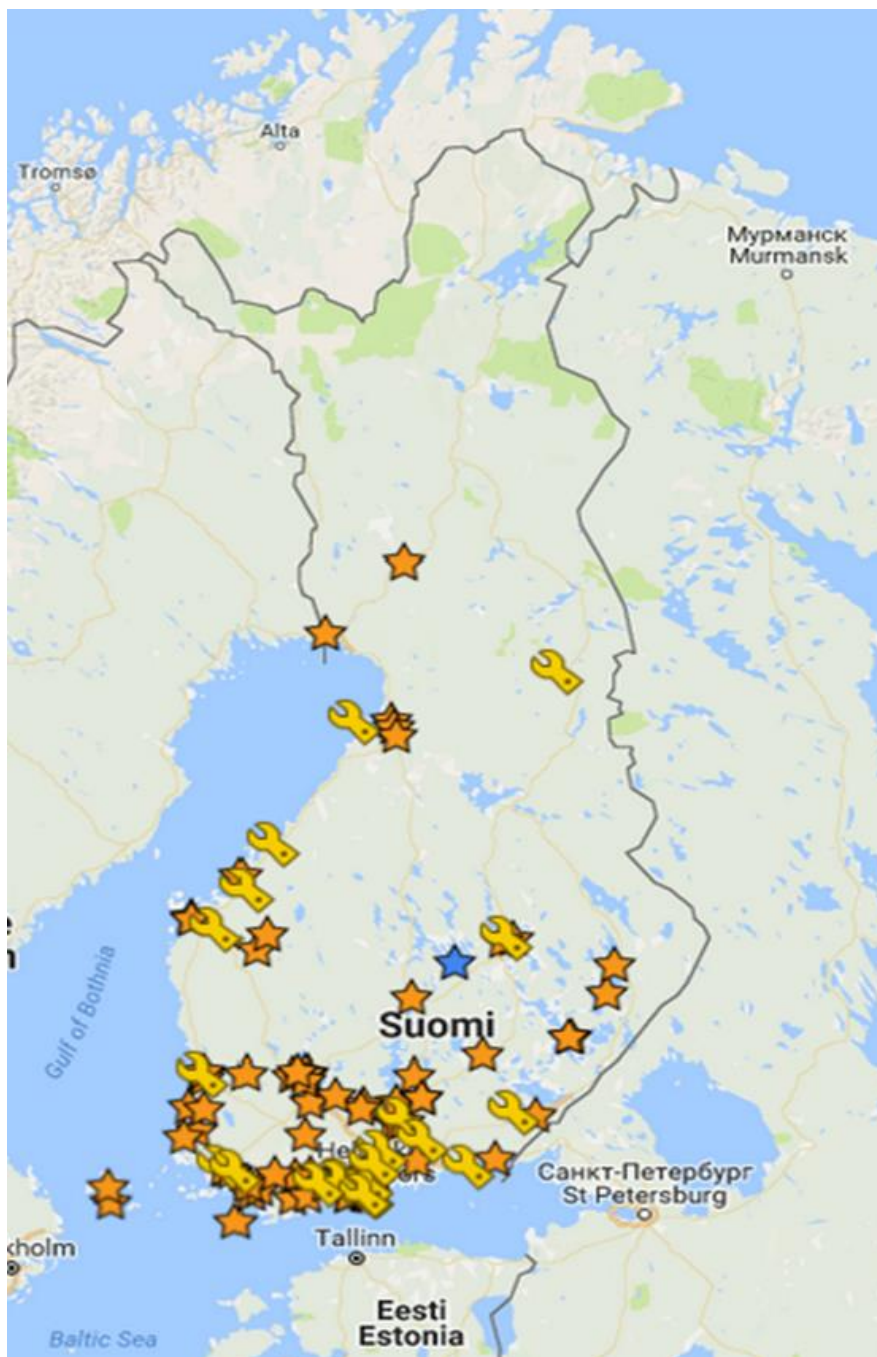 Alta
Tromsø
Мурманск
Murmansk
Gulf of Bothnia
Suomi
Санкт-Петербург
St Petersburg
kholm
Tallinn
Eesti
Estonia
Baltic Sea